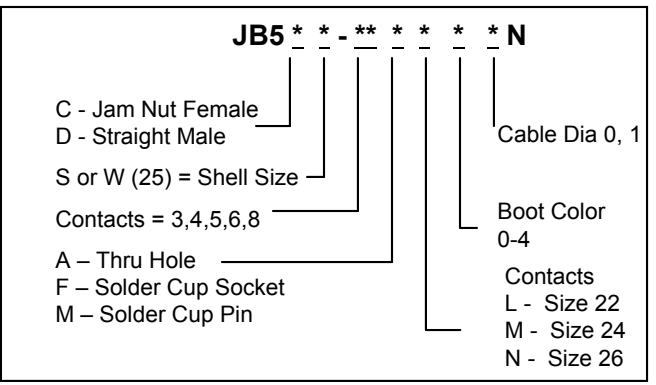 JB5 * * - ** * * * * N
C - Jam Nut Female
D - Straight Male
S or W (25) = Shell Size
Contacts = 3,4,5,6,8
A – Thru Hole
F – Solder Cup Socket
M – Solder Cup Pin
Cable Dia 0, 1
Boot Color
0-4
Contacts
L - Size 22
M - Size 24
N - Size 26